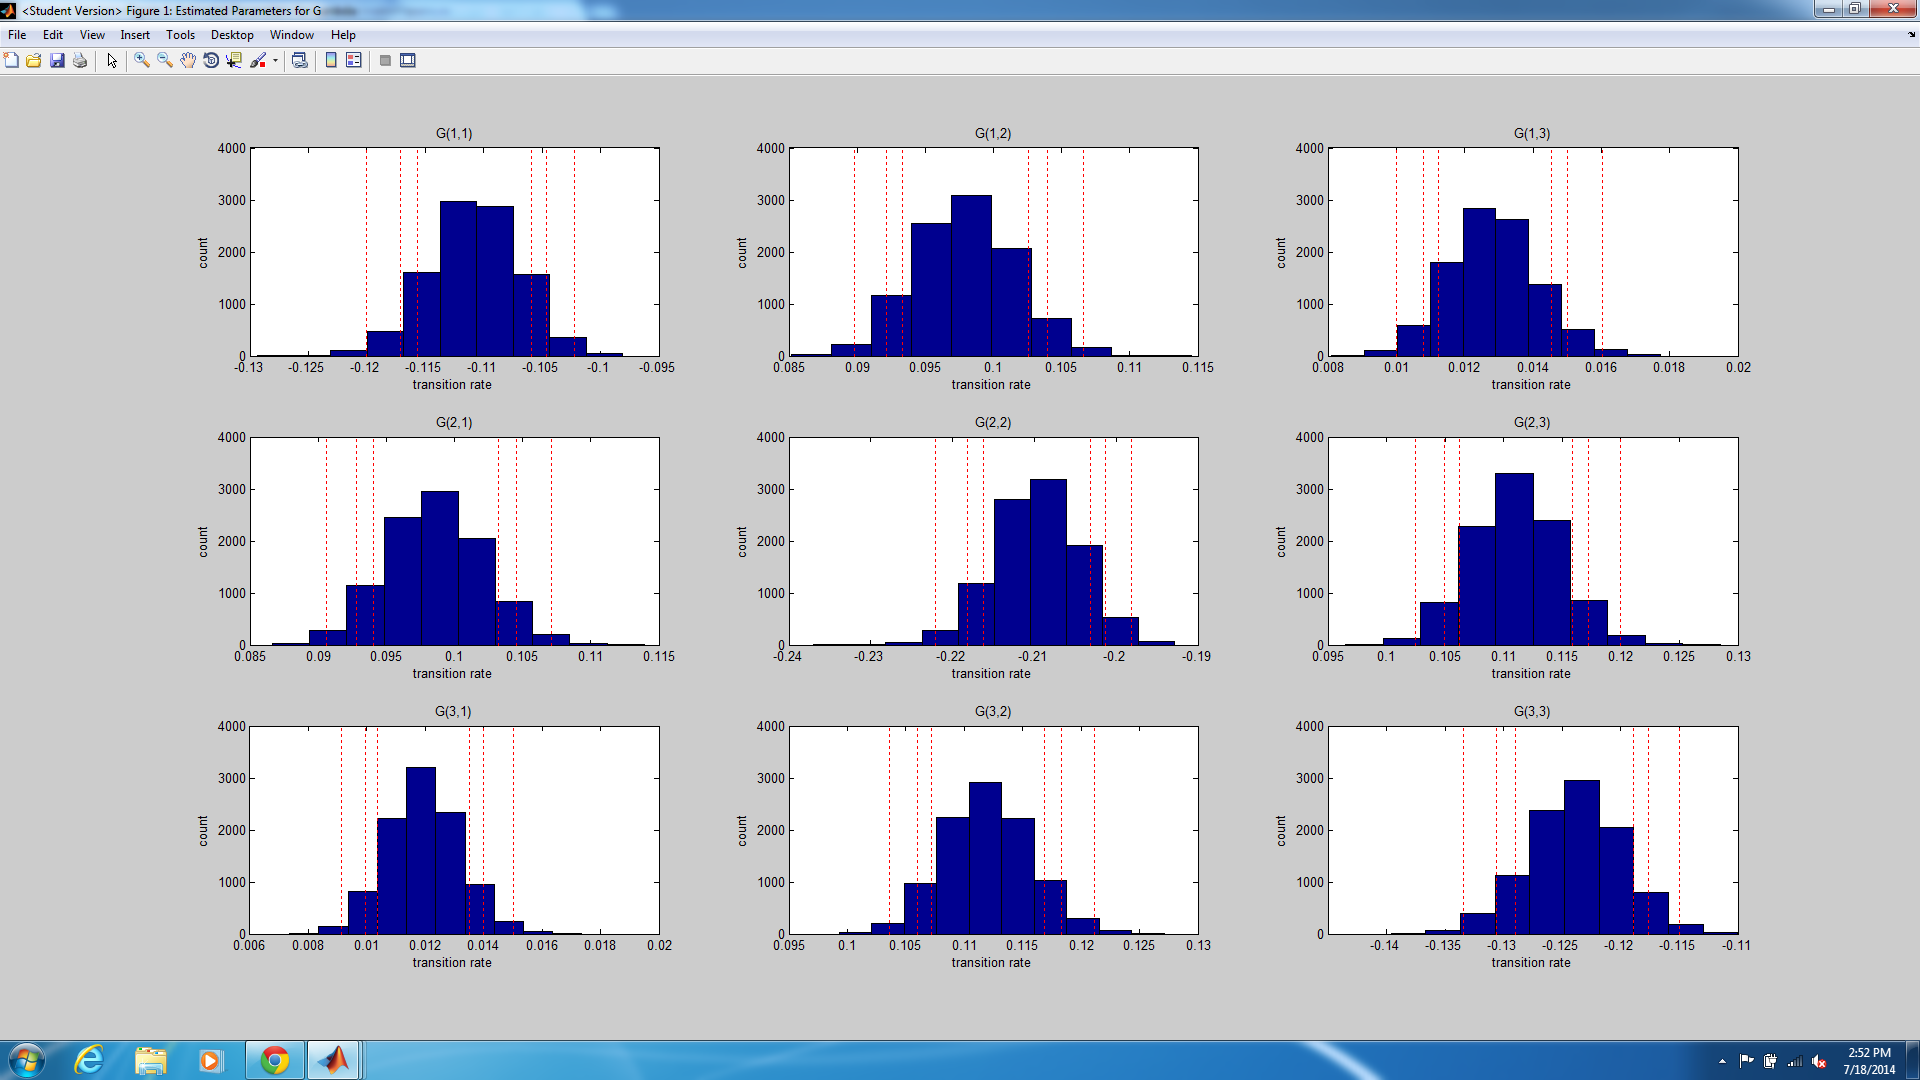 <Student Version> Figure 1: Estimated Parameters for G
File Edit View Insert Tools Desktop Window Help
G(1,1)
4000
3000
2000
1000
0
count
-0.13 -0.125 -0.12 -0.115 -0.11 -0.105 -0.1 -0.095
transition rate
G(1,2)
4000
3000
2000
1000
0
count
0.085 0.09 0.095 0.1 0.105 0.11 0.115
transition rate
G(1,3)
4000
3000
2000
1000
0
count
0.008 0.01 0.012 0.014 0.016 0.018 0.02
transition rate
G(2,1)
4000
3000
2000
1000
0
count
0.085 0.09 0.095 0.1 0.105 0.11 0.115
transition rate
G(2,2)
4000
3000
2000
1000
0
count
-0.24 -0.23 -0.22 -0.21 -0.2 -0.19
transition rate
G(2,3)
4000
3000
2000
1000
0
count
0.095 0.1 0.105 0.11 0.115 0.12 0.125 0.13
transition rate
G(3,1)
4000
3000
2000
1000
0
count
0.006 0.008 0.01 0.012 0.014 0.016 0.018 0.02
transition rate
G(3,2)
4000
3000
2000
1000
0
count
0.095 0.1 0.105 0.11 0.115 0.12 0.125 0.13
transition rate
G(3,3)
4000
3000
2000
1000
0
count
-0.14 -0.135 -0.13 -0.125 -0.12 -0.115 -0.11
transition rate
2:52 PM
7/18/2014